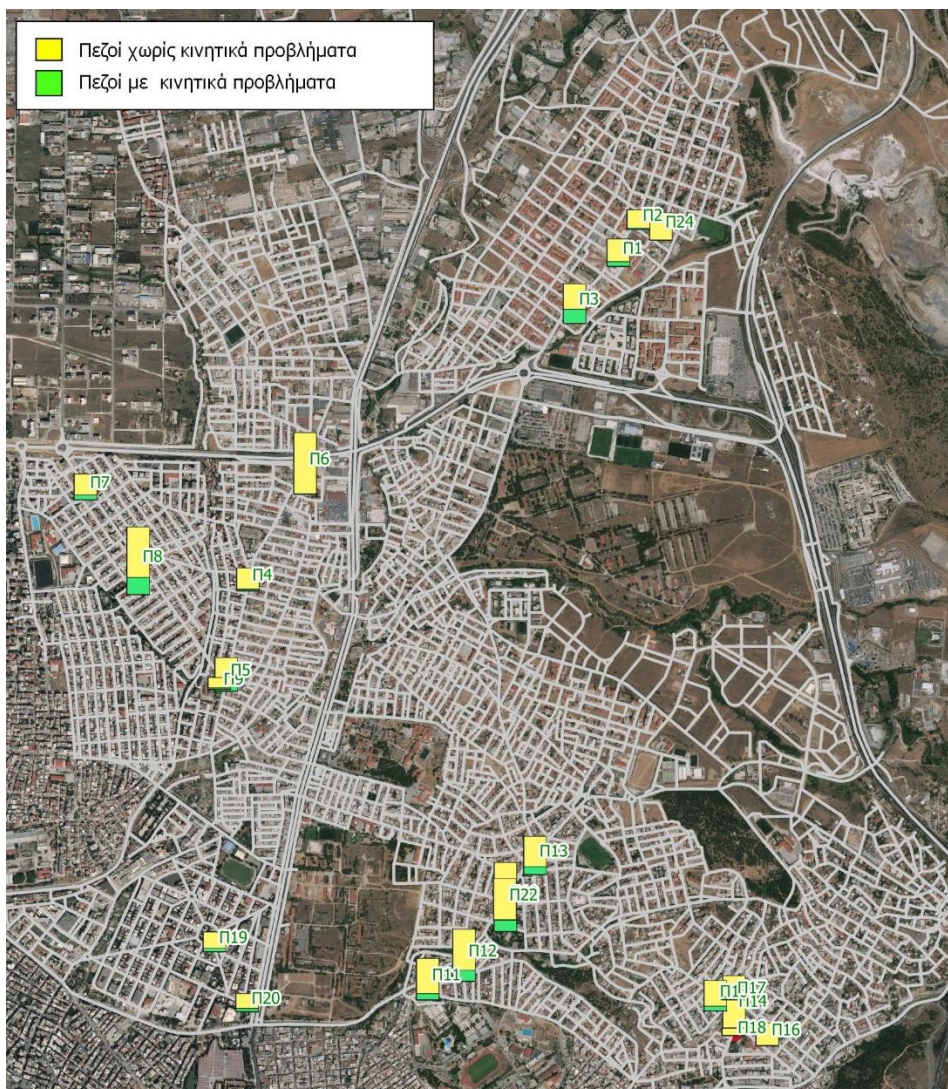 Πεζοί χωρίς κινητικά προβλήματα
Πεζοί με κινητικά προβλήματα
Π2
Π24
Π1
Π3
Π6
Π7
Π8
Π4
Π5
Π13
Π22
Π12
Π19
Π11
Π20
Π17
Π14
Π18
Π16